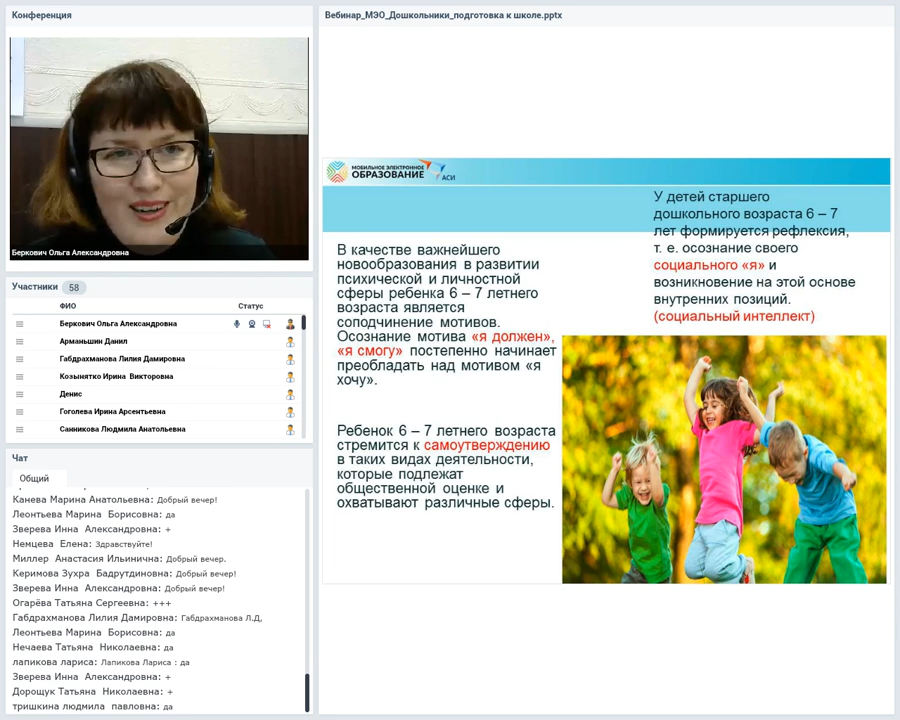 Конференция
Беркович Ольга Александровна
Участники 58
ФИО Статус
Беркович Ольга Александровна
Арманьшин Данил
Габдрахманова Лилия Дамировна
Козынятко Ирина Викторовна
Денис
Гоголева Ирина Арсентьевна
Санникова Людмила Анатольевна
Чат
Общий
Канева Марина Анатольевна: Добрый вечер!
Леонтьева Марина Борисовна: да
Зверева Инна Александровна: +
Немцева Елена: Здравствуйте!
Миллер Анастасия Ильинична: Добрый вечер.
Керимова Зухра Бадрутдиновна: Добрый вечер!
Зверева Инна Александровна: Добрый вечер!
Огарёва Татьяна Сергеевна: +++
Габдрахманова Лилия Дамировна: Габдрахманова Л.Д,
Леонтьева Марина Борисовна: да
Нечаева Татьяна Николаевна: да
лапикова лариса: Лапикова Лариса : да
Зверева Инна Александровна: +
Дорощук Татьяна Николаевна: +
тришкина людмила павловна: да
Вебинар_МЭО_Дошкольники_подготовка к школе.pptx
МОБИЛЬНОЕ ЭЛЕКТРОННОЕ
ОБРАЗОВАНИЕ
АСИ
В качестве важнейшего
новообразования в развитии
психической и личностной
сферы ребенка 6 – 7 летнего
возраста является
соподчинение мотивов.
Осознание мотива «я должен»,
«я смогу» постепенно начинает
преобладать над мотивом «я
хочу».
Ребенок 6 – 7 летнего возраста
стремится к самоутверждению
в таких видах деятельности,
которые подлежат
общественной оценке и
охватывают различные сферы.
У детей старшего
дошкольного возраста 6 – 7
лет формируется рефлексия,
т. е. осознание своего
социального «я» и
возникновение на этой основе
внутренних позиций.
(социальный интеллект)